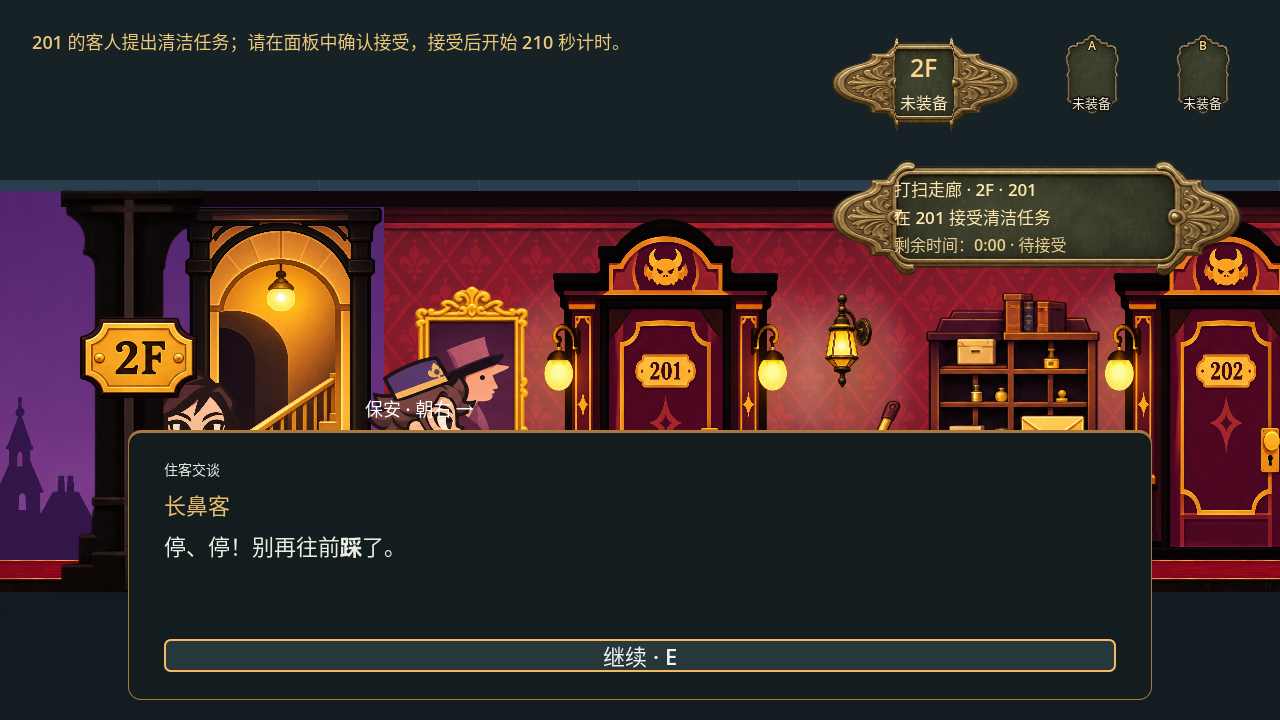 201 的客人提出清洁任务；请在面板中确认接受，接受后开始 210 秒计时。
2F
未装备
A
未装备
B
未装备
打扫走廊 · 2F · 201
在 201 接受清洁任务
剩余时间：0:00 · 待接受
2F
201
202
保安 · 朝右 →
住客交谈
长鼻客
停、停！别再往前踩了。
继续 · E